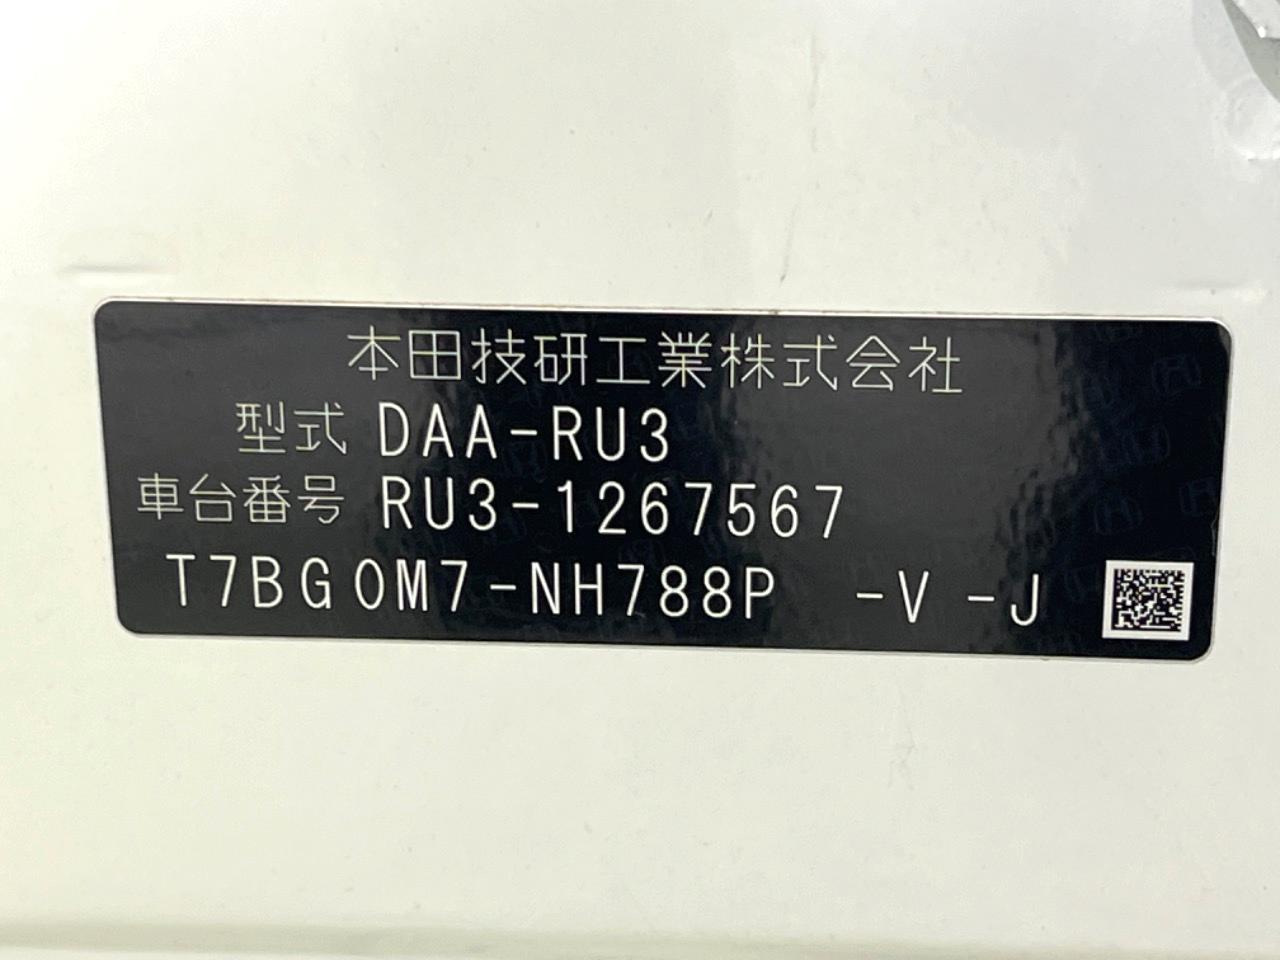 本田技研工業株式会社
型式 DAA-RU3
車台番号 RU3-1267567
T7BG0M7-NH788P -V -J